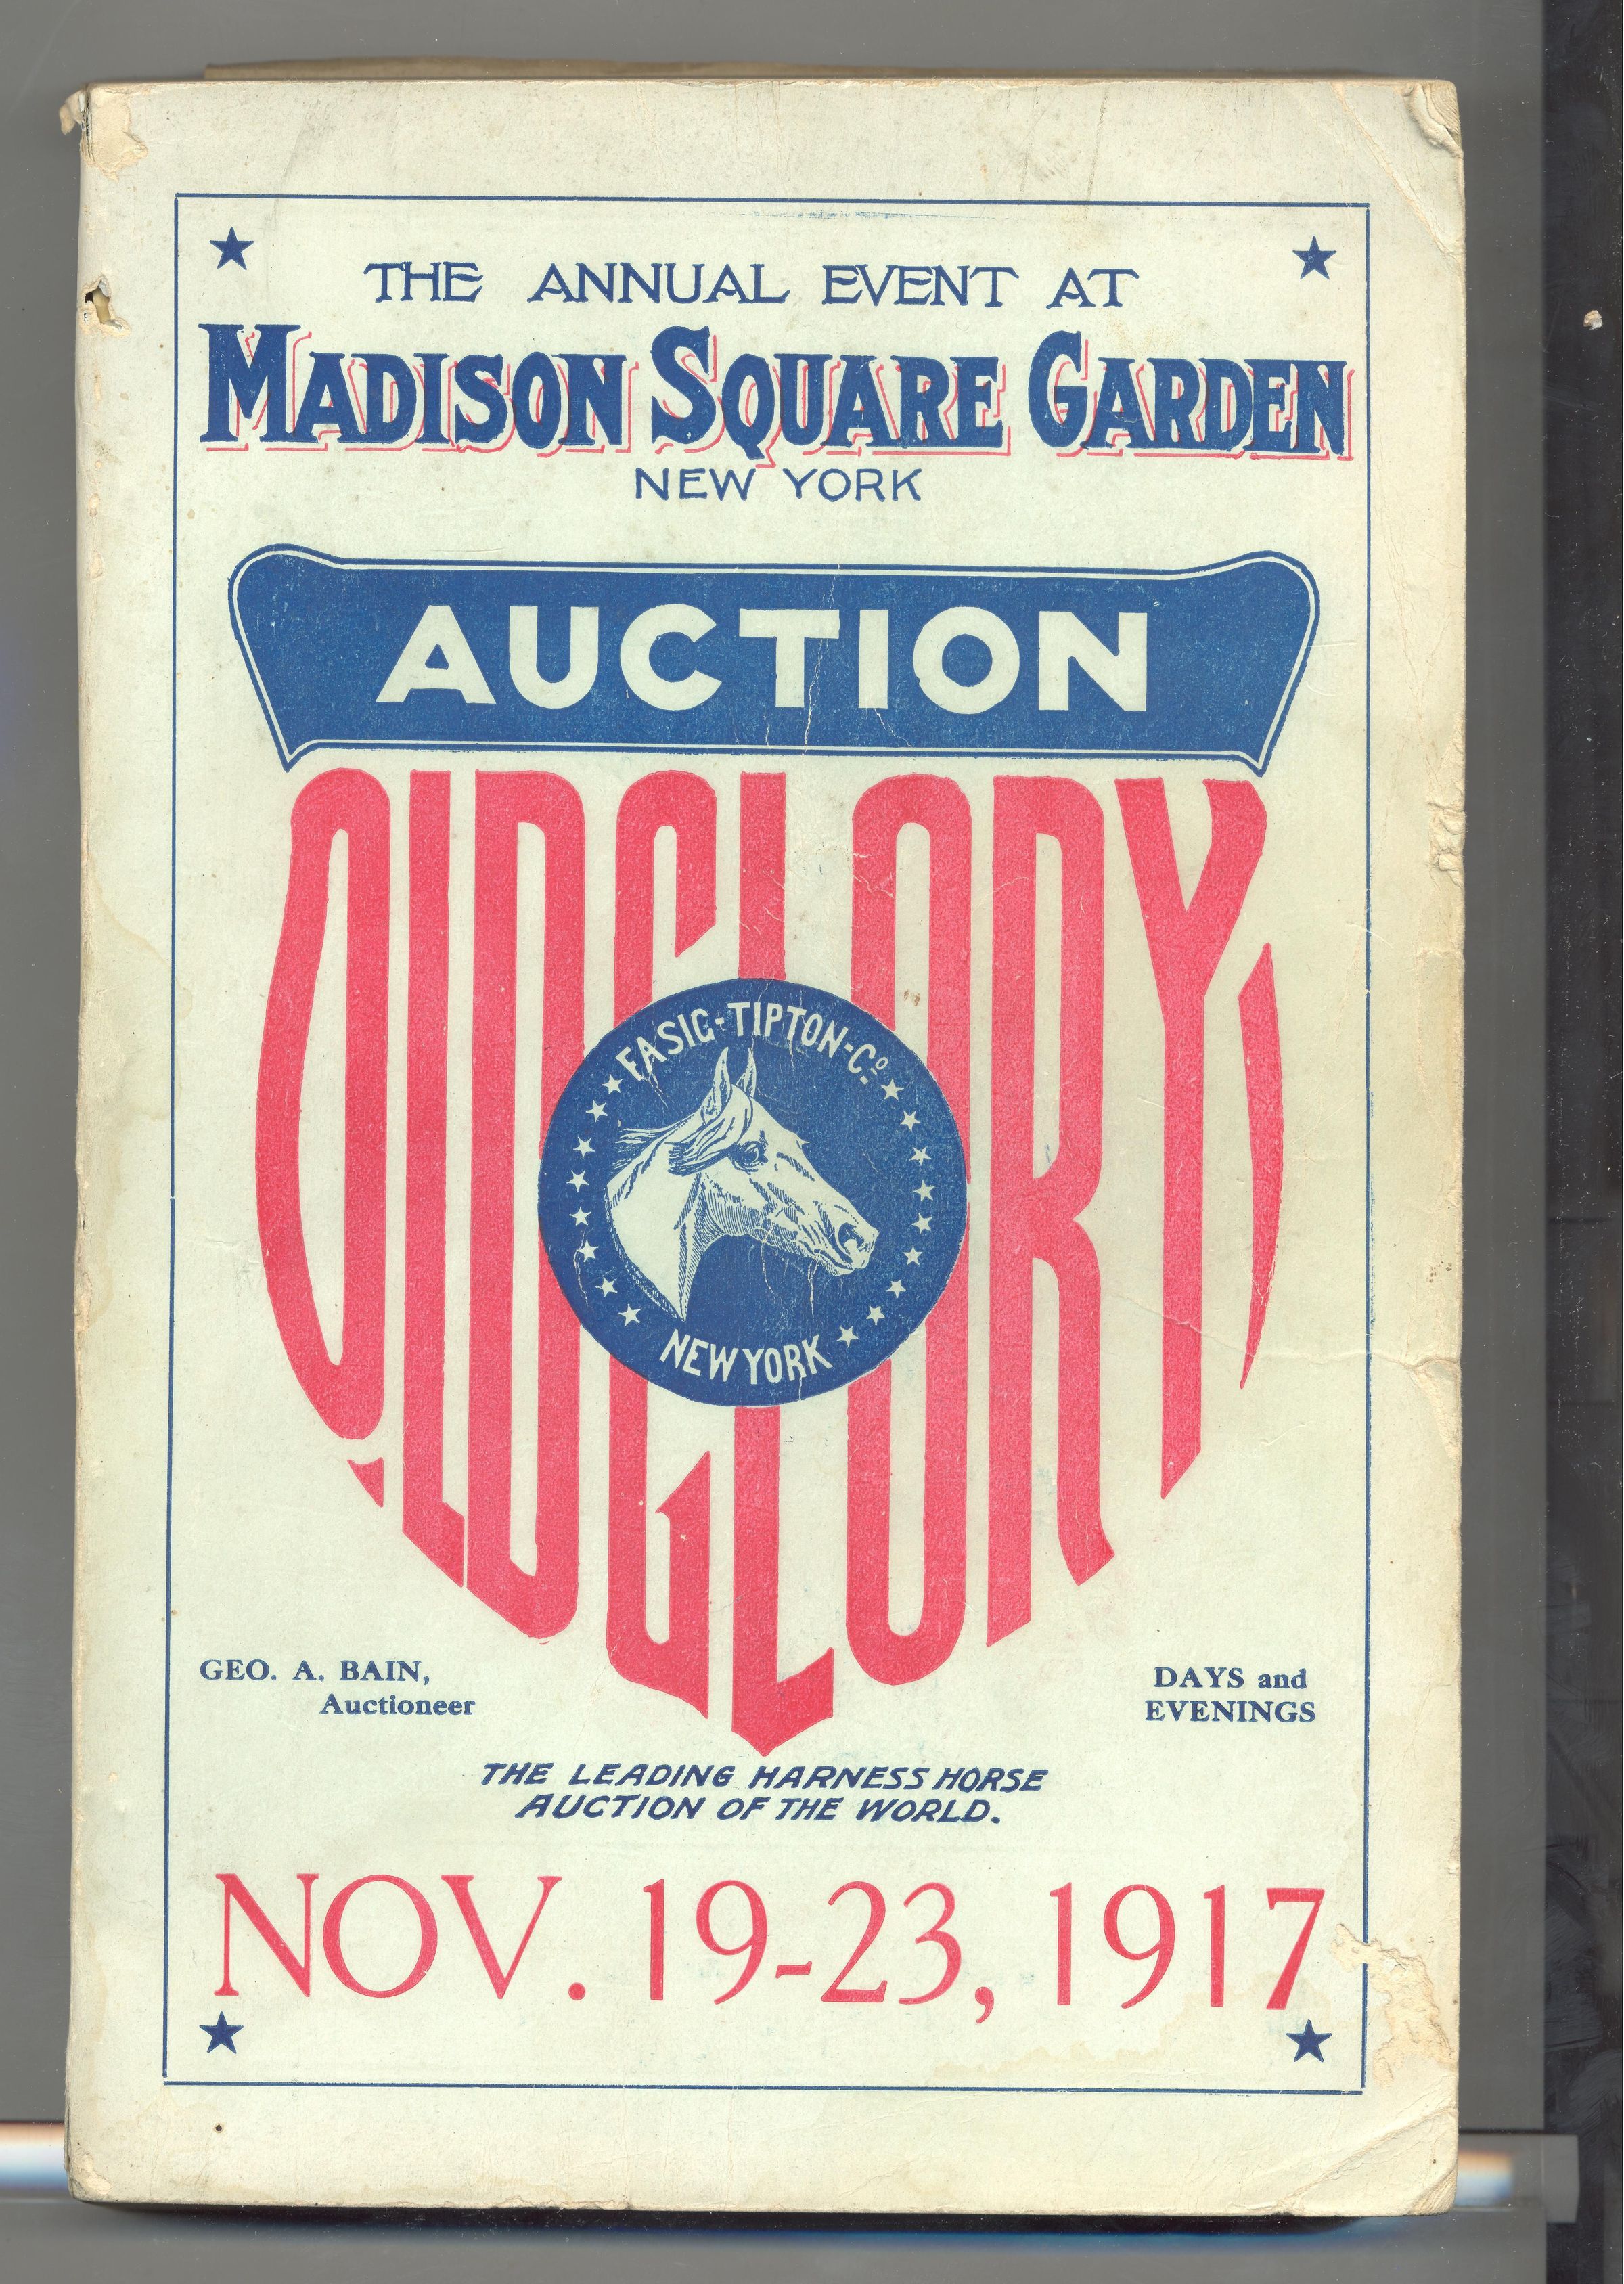 THE ANNUAL EVENT AT
MADISON SQUARE GARDEN
NEW YORK
AUCTION
OLD GLORY
FASIG-TIPTON-Co.
NEW YORK
GEO. A. BAIN,
Auctioneer
DAYS and
EVENINGS
THE LEADING HARNESS HORSE
AUCTION OF THE WORLD.
NOV. 19-23, 1917